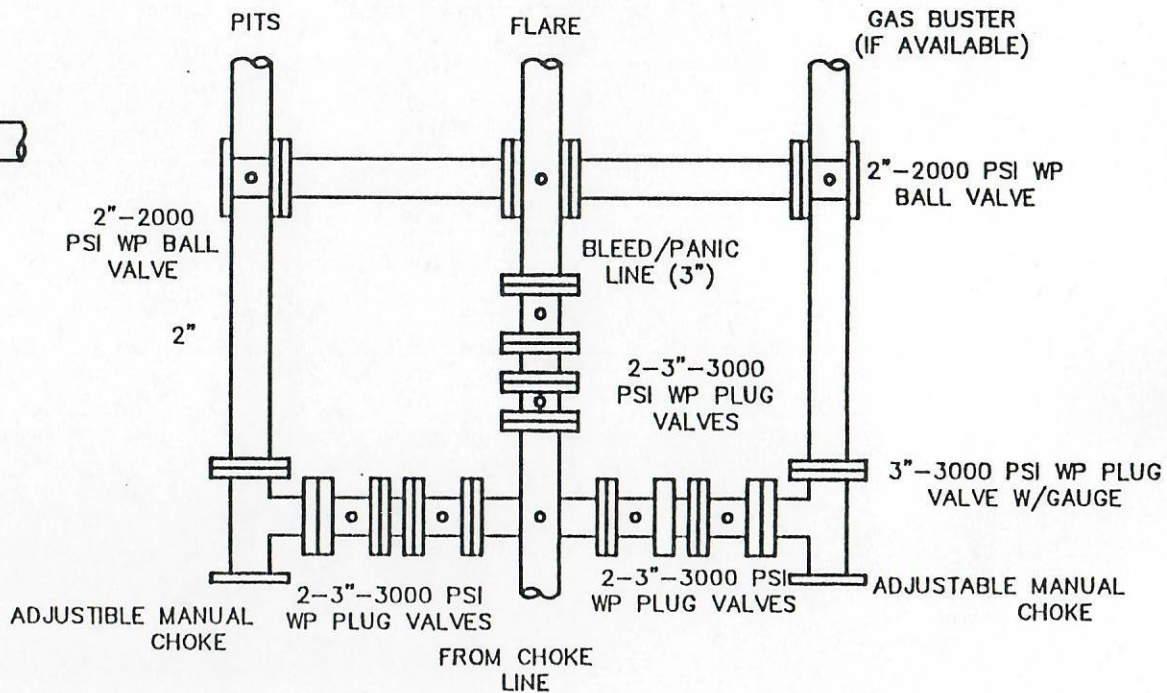 PITS
FLARE
GAS BUSTER
(IF AVAILABLE)
2"-2000
PSI WP BALL
VALVE
2"-2000 PSI WP
BALL VALVE
BLEED/PANIC
LINE (3")
2"
2-3"-3000
PSI WP PLUG
VALVES
3"-3000 PSI WP PLUG
VALVE W/GAUGE
ADJUSTIBLE MANUAL
CHOKE
2-3"-3000 PSI
WP PLUG VALVES
2-3"-3000 PSI
WP PLUG VALVES
ADJUSTABLE MANUAL
CHOKE
FROM CHOKE
LINE